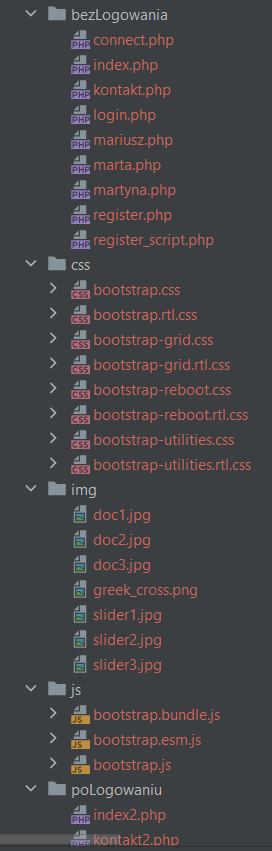 bezLogowania
connect.php
index.php
kontakt.php
login.php
mariusz.php
marta.php
martyna.php
register.php
register_script.php
css
bootstrap.css
bootstrap.rtl.css
bootstrap-grid.css
bootstrap-grid.rtl.css
bootstrap-reboot.css
bootstrap-reboot.rtl.css
bootstrap-utilities.css
bootstrap-utilities.rtl.css
img
doc1.jpg
doc2.jpg
doc3.jpg
greek_cross.png
slider1.jpg
slider2.jpg
slider3.jpg
js
bootstrap.bundle.js
bootstrap.esm.js
bootstrap.js
poLogowaniu
index2.php
kontakt2.php